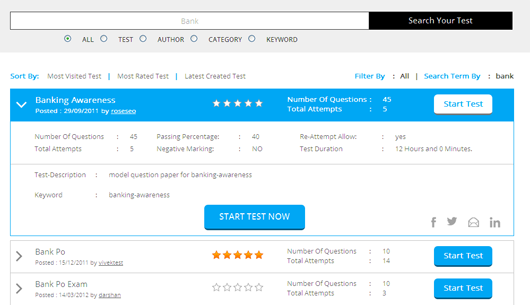 Bank Search Your Test
ALL TEST AUTHOR CATEGORY KEYWORD
Sort By: Most Visited Test | Most Rated Test | Latest Created Test Filter By : All | Search Term By : bank
Banking Awareness Number Of Questions : 45 Start Test
Posted : 29/09/2011 by roseseo Total Attempts : 5
Number Of Questions : 45 Passing Percentage: 40 Re-Attempt Allow: yes
Total Attempts : 5 Negative Marking: NO Test Duration : 12 Hours and 0 Minutes.
Test-Description : model question paper for banking-awareness
Keyword : banking-awareness
START TEST NOW
Bank Po Number Of Questions : 10 Start Test
Posted : 15/12/2011 by vivektest Total Attempts : 14
Bank Po Exam Number Of Questions : 10 Start Test
Posted : 14/03/2012 by darshan Total Attempts : 3